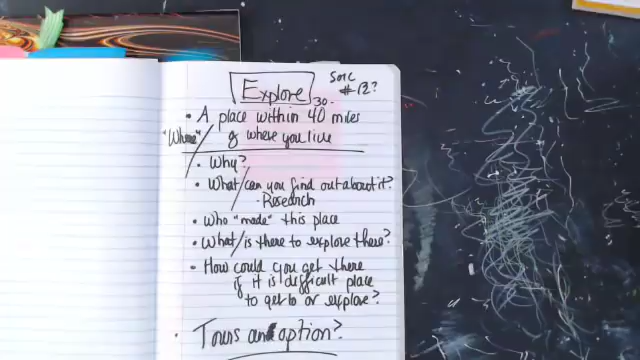 Explore
# 12?
30-
• A place within 40 miles
"Where" / of where you live
• Why?
• What / can you find out about it?
- Research
• Who "made" this place
• What / is there to explore there?
• How could you get there
if it is difficult place
to get to or explore?
• Tours an option?